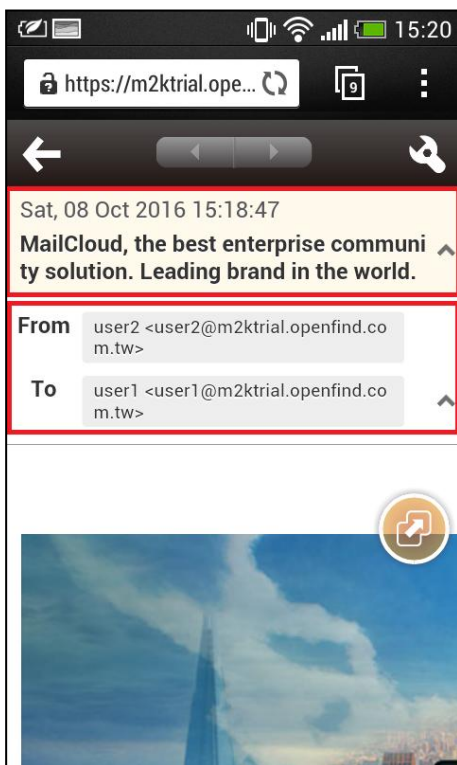 15:20
https://m2ktrial.ope...
9
Sat, 08 Oct 2016 15:18:47
MailCloud, the best enterprise communi
ty solution. Leading brand in the world.
From
user2 <user2@m2ktrial.openfind.co
m.tw>
To
user1 <user1@m2ktrial.openfind.co
m.tw>